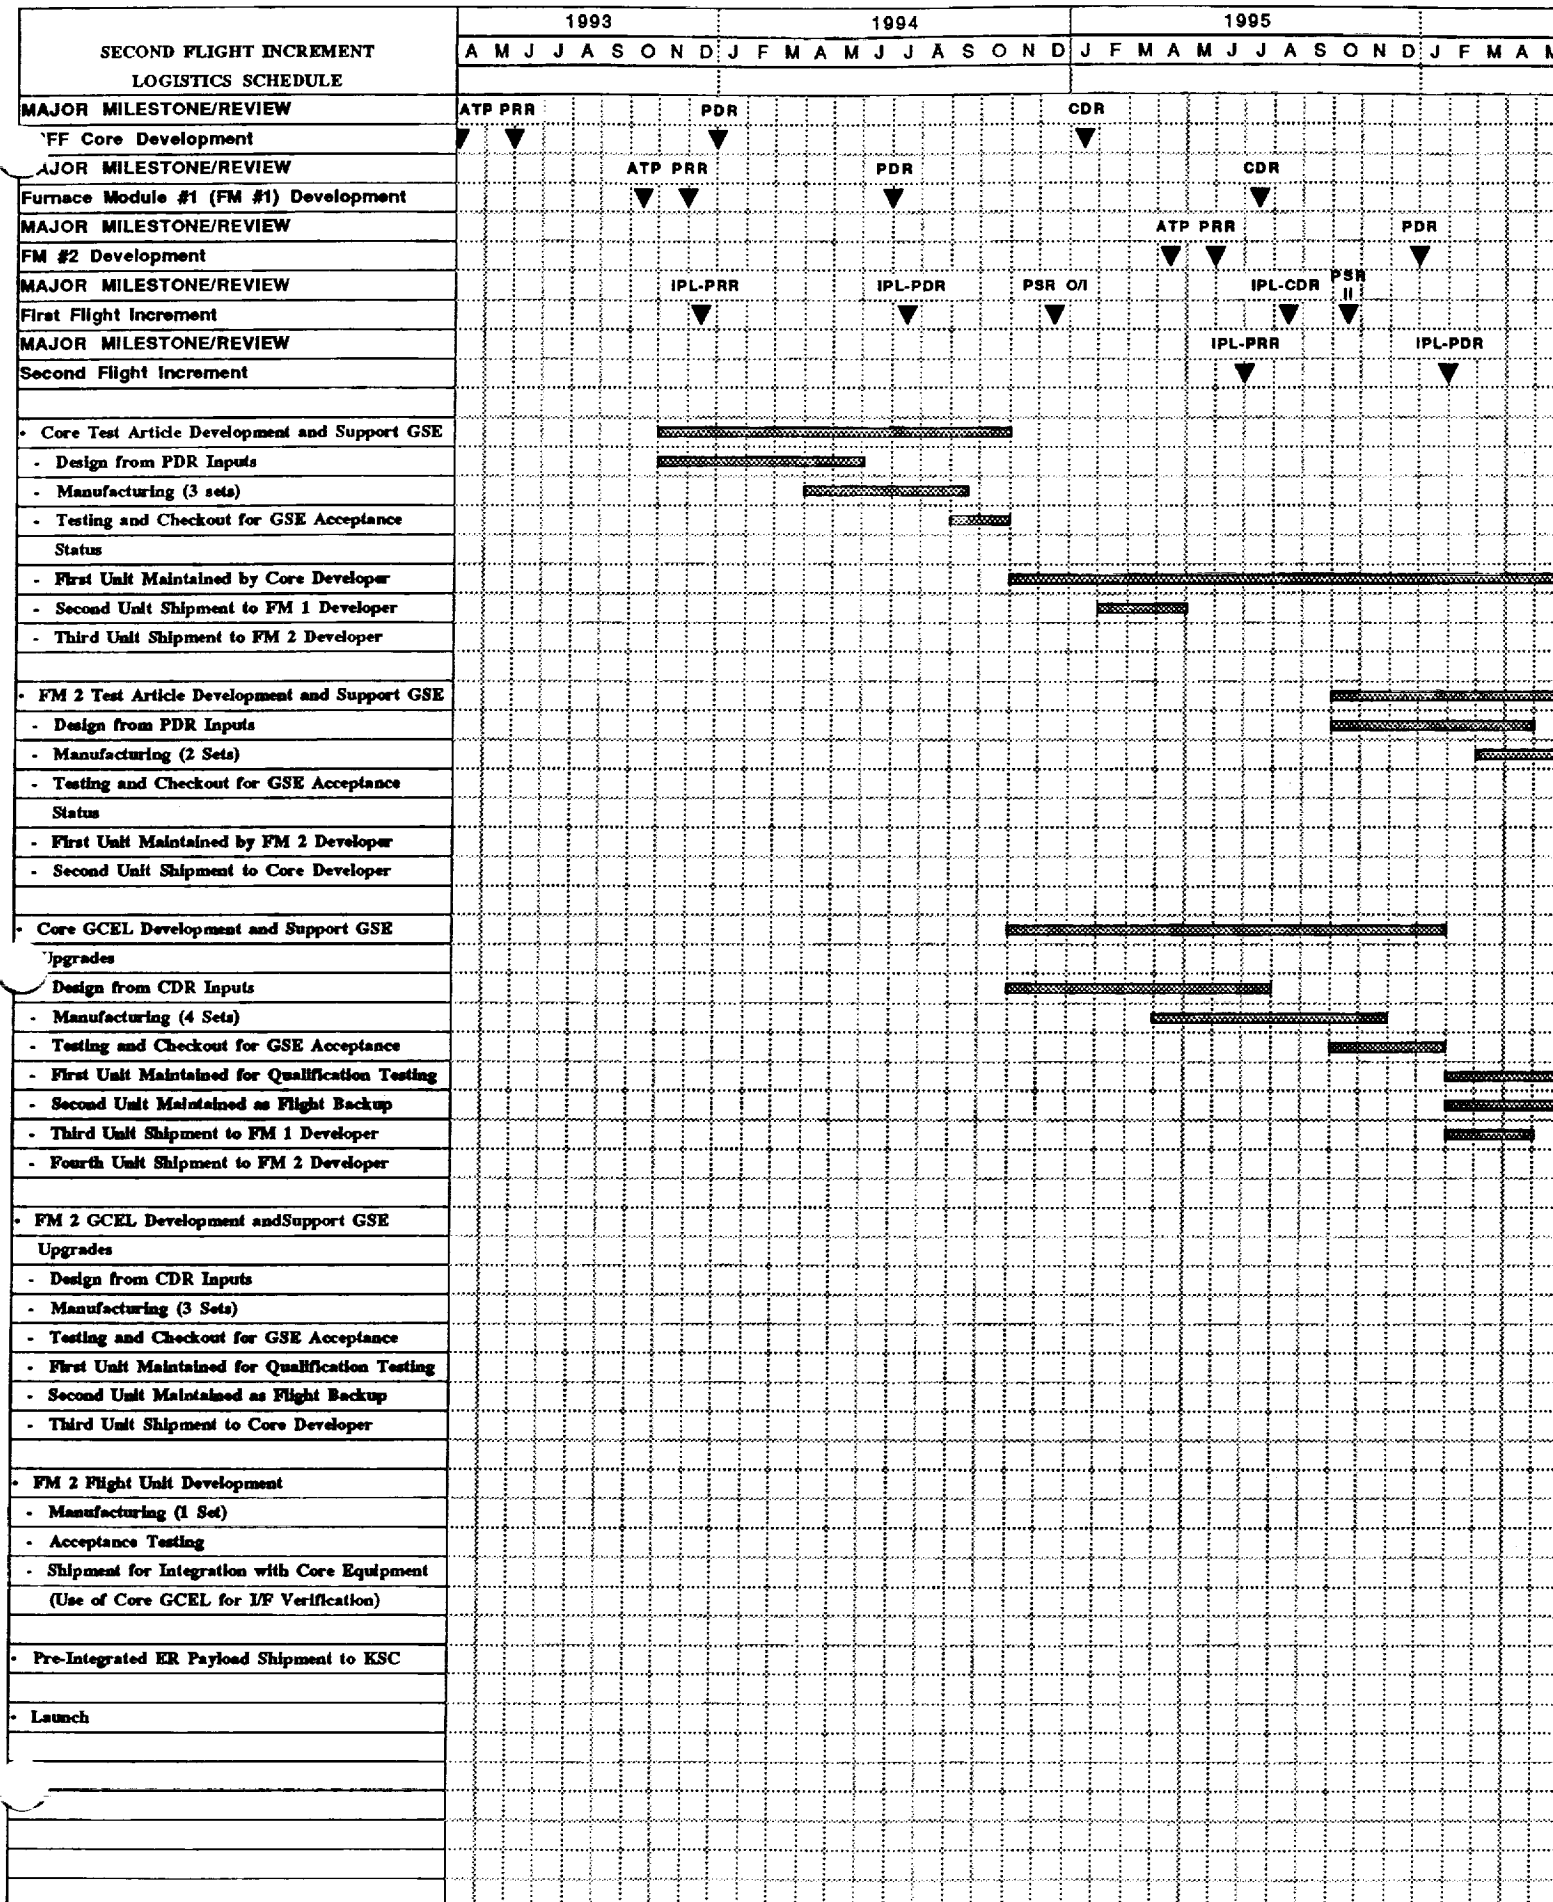 1993 1994 1995
SECOND FLIGHT INCREMENT A M J J A S O N D J F M A M J J A S O N D J F M A M J J A S O N D J F M A M
LOGISTICS SCHEDULE
MAJOR MILESTONE/REVIEW ATP PRR PDR CDR
FF Core Development
AJOR MILESTONE/REVIEW ATP PRR PDR CDR
Furnace Module #1 (FM #1) Development
MAJOR MILESTONE/REVIEW ATP PRR PDR
FM #2 Development
MAJOR MILESTONE/REVIEW IPL-PRR IPL-PDR PSR O/I IPL-CDR PSR II
First Flight Increment
MAJOR MILESTONE/REVIEW IPL-PRR IPL-PDR
Second Flight Increment
• Core Test Article Development and Support GSE
- Design from PDR Inputs
- Manufacturing (3 sets)
- Testing and Checkout for GSE Acceptance
Status
- First Unit Maintained by Core Developer
- Second Unit Shipment to FM 1 Developer
- Third Unit Shipment to FM 2 Developer
• FM 2 Test Article Development and Support GSE
- Design from PDR Inputs
- Manufacturing (2 Sets)
- Testing and Checkout for GSE Acceptance
Status
- First Unit Maintained by FM 2 Developer
- Second Unit Shipment to Core Developer
• Core GCEL Development and Support GSE
Upgrades
Design from CDR Inputs
- Manufacturing (4 Sets)
- Testing and Checkout for GSE Acceptance
- First Unit Maintained for Qualification Testing
- Second Unit Maintained as Flight Backup
- Third Unit Shipment to FM 1 Developer
- Fourth Unit Shipment to FM 2 Developer
• FM 2 GCEL Development andSupport GSE
Upgrades
- Design from CDR Inputs
- Manufacturing (3 Sets)
- Testing and Checkout for GSE Acceptance
- First Unit Maintained for Qualification Testing
- Second Unit Maintained as Flight Backup
- Third Unit Shipment to Core Developer
• FM 2 Flight Unit Development
- Manufacturing (1 Set)
- Acceptance Testing
- Shipment for Integration with Core Equipment
(Use of Core GCEL for I/F Verification)
• Pre-Integrated ER Payload Shipment to KSC
• Launch